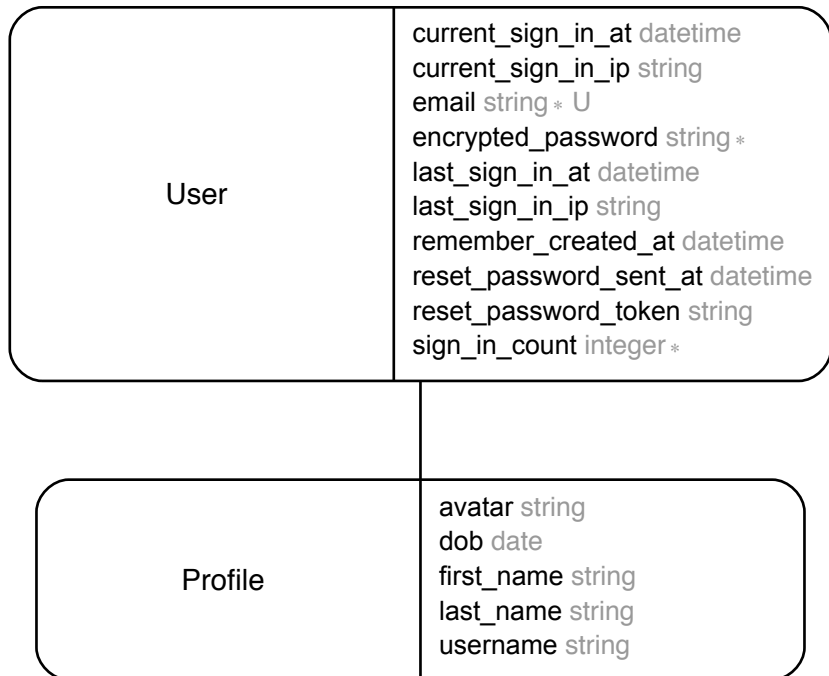 User
current_sign_in_at datetime
current_sign_in_ip string
email string * U
encrypted_password string *
last_sign_in_at datetime
last_sign_in_ip string
remember_created_at datetime
reset_password_sent_at datetime
reset_password_token string
sign_in_count integer *
Profile
avatar string
dob date
first_name string
last_name string
username string